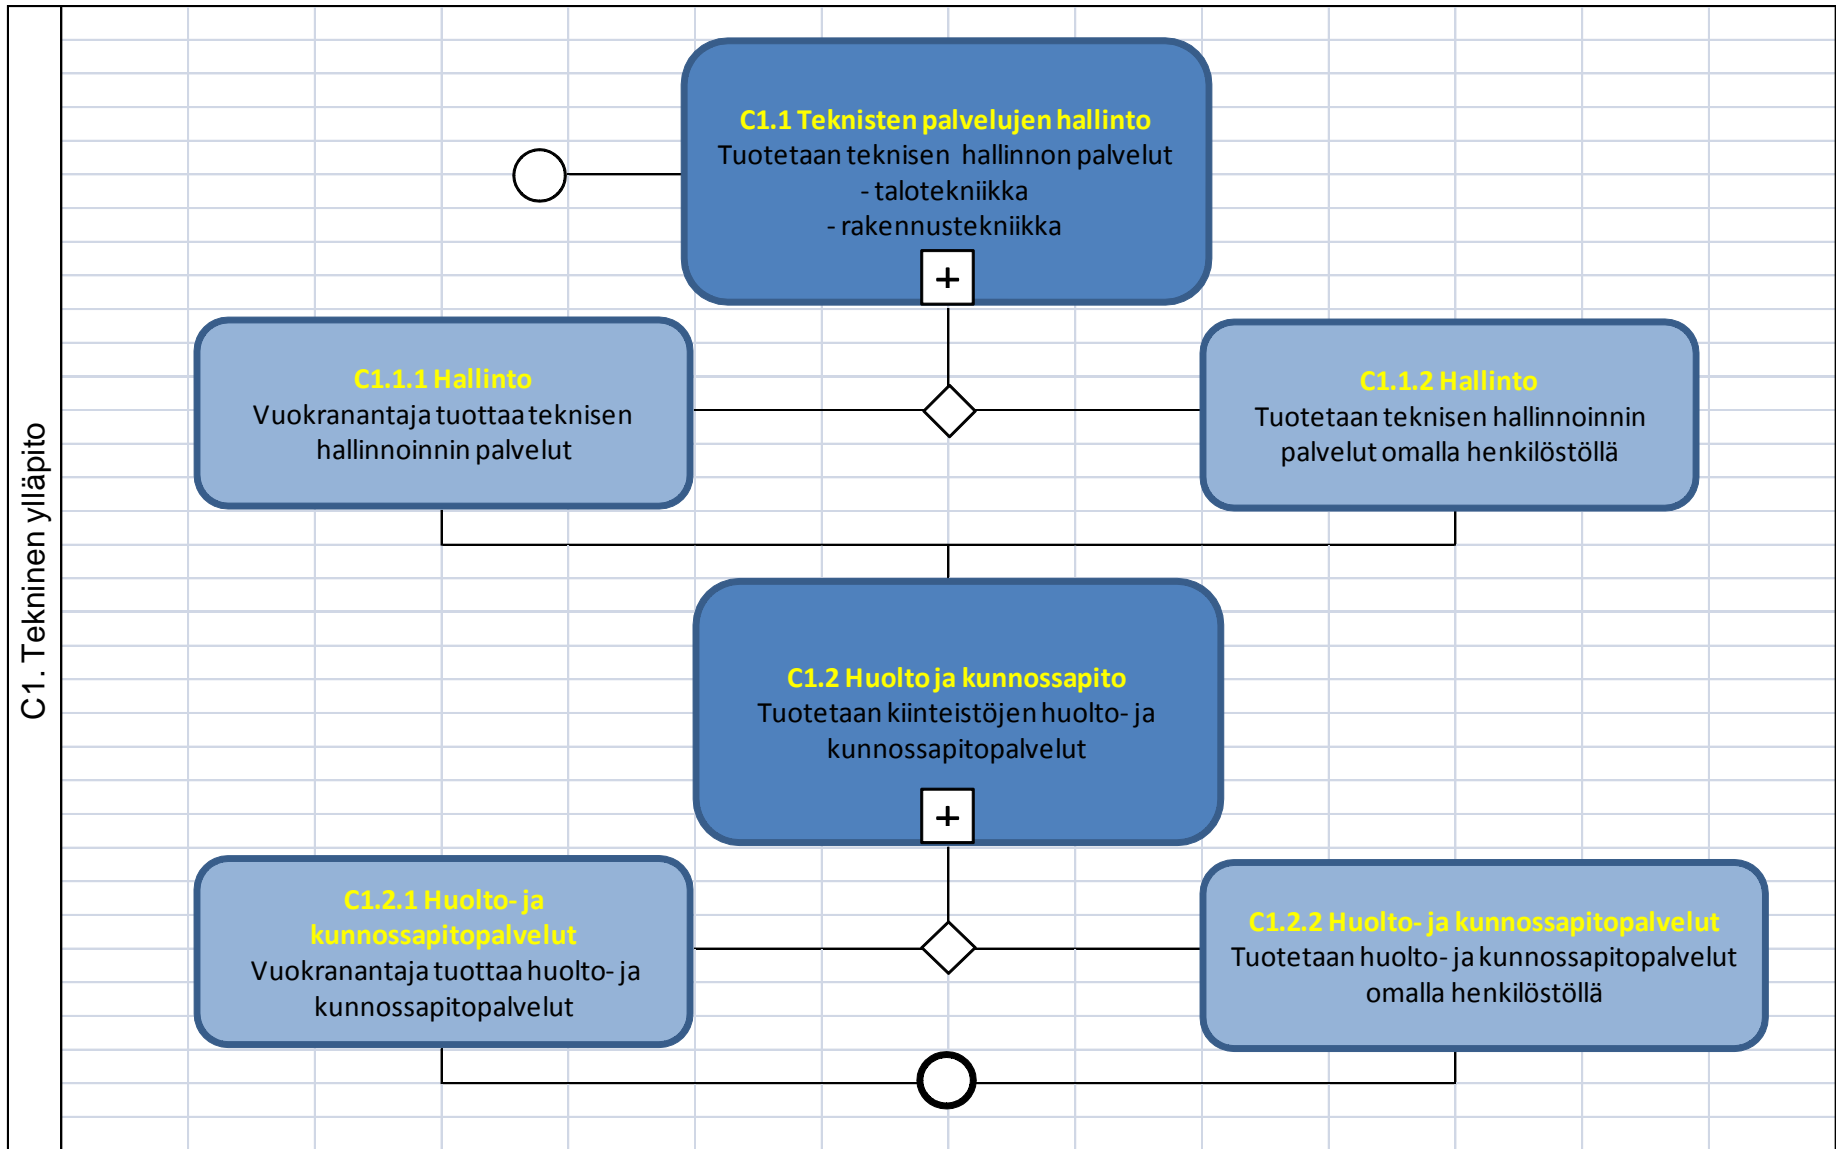 C1. Tekninen ylläpito
C1.1 Teknisten palvelujen hallinto
Tuotetaan teknisen hallinnon palvelut
- talotekniikka
- rakennustekniikka
+
C1.1.1 Hallinto
Vuokranantaja tuottaa teknisen
hallinnoinnin palvelut
C1.1.2 Hallinto
Tuotetaan teknisen hallinnoinnin
palvelut omalla henkilöstöllä
C1.2 Huolto ja kunnossapito
Tuotetaan kiinteistöjen huolto- ja
kunnossapitopalvelut
+
C1.2.1 Huolto- ja
kunnossapitopalvelut
Vuokranantaja tuottaa huolto- ja
kunnossapitopalvelut
C1.2.2 Huolto- ja kunnossapitopalvelut
Tuotetaan huolto- ja kunnossapitopalvelut
omalla henkilöstöllä